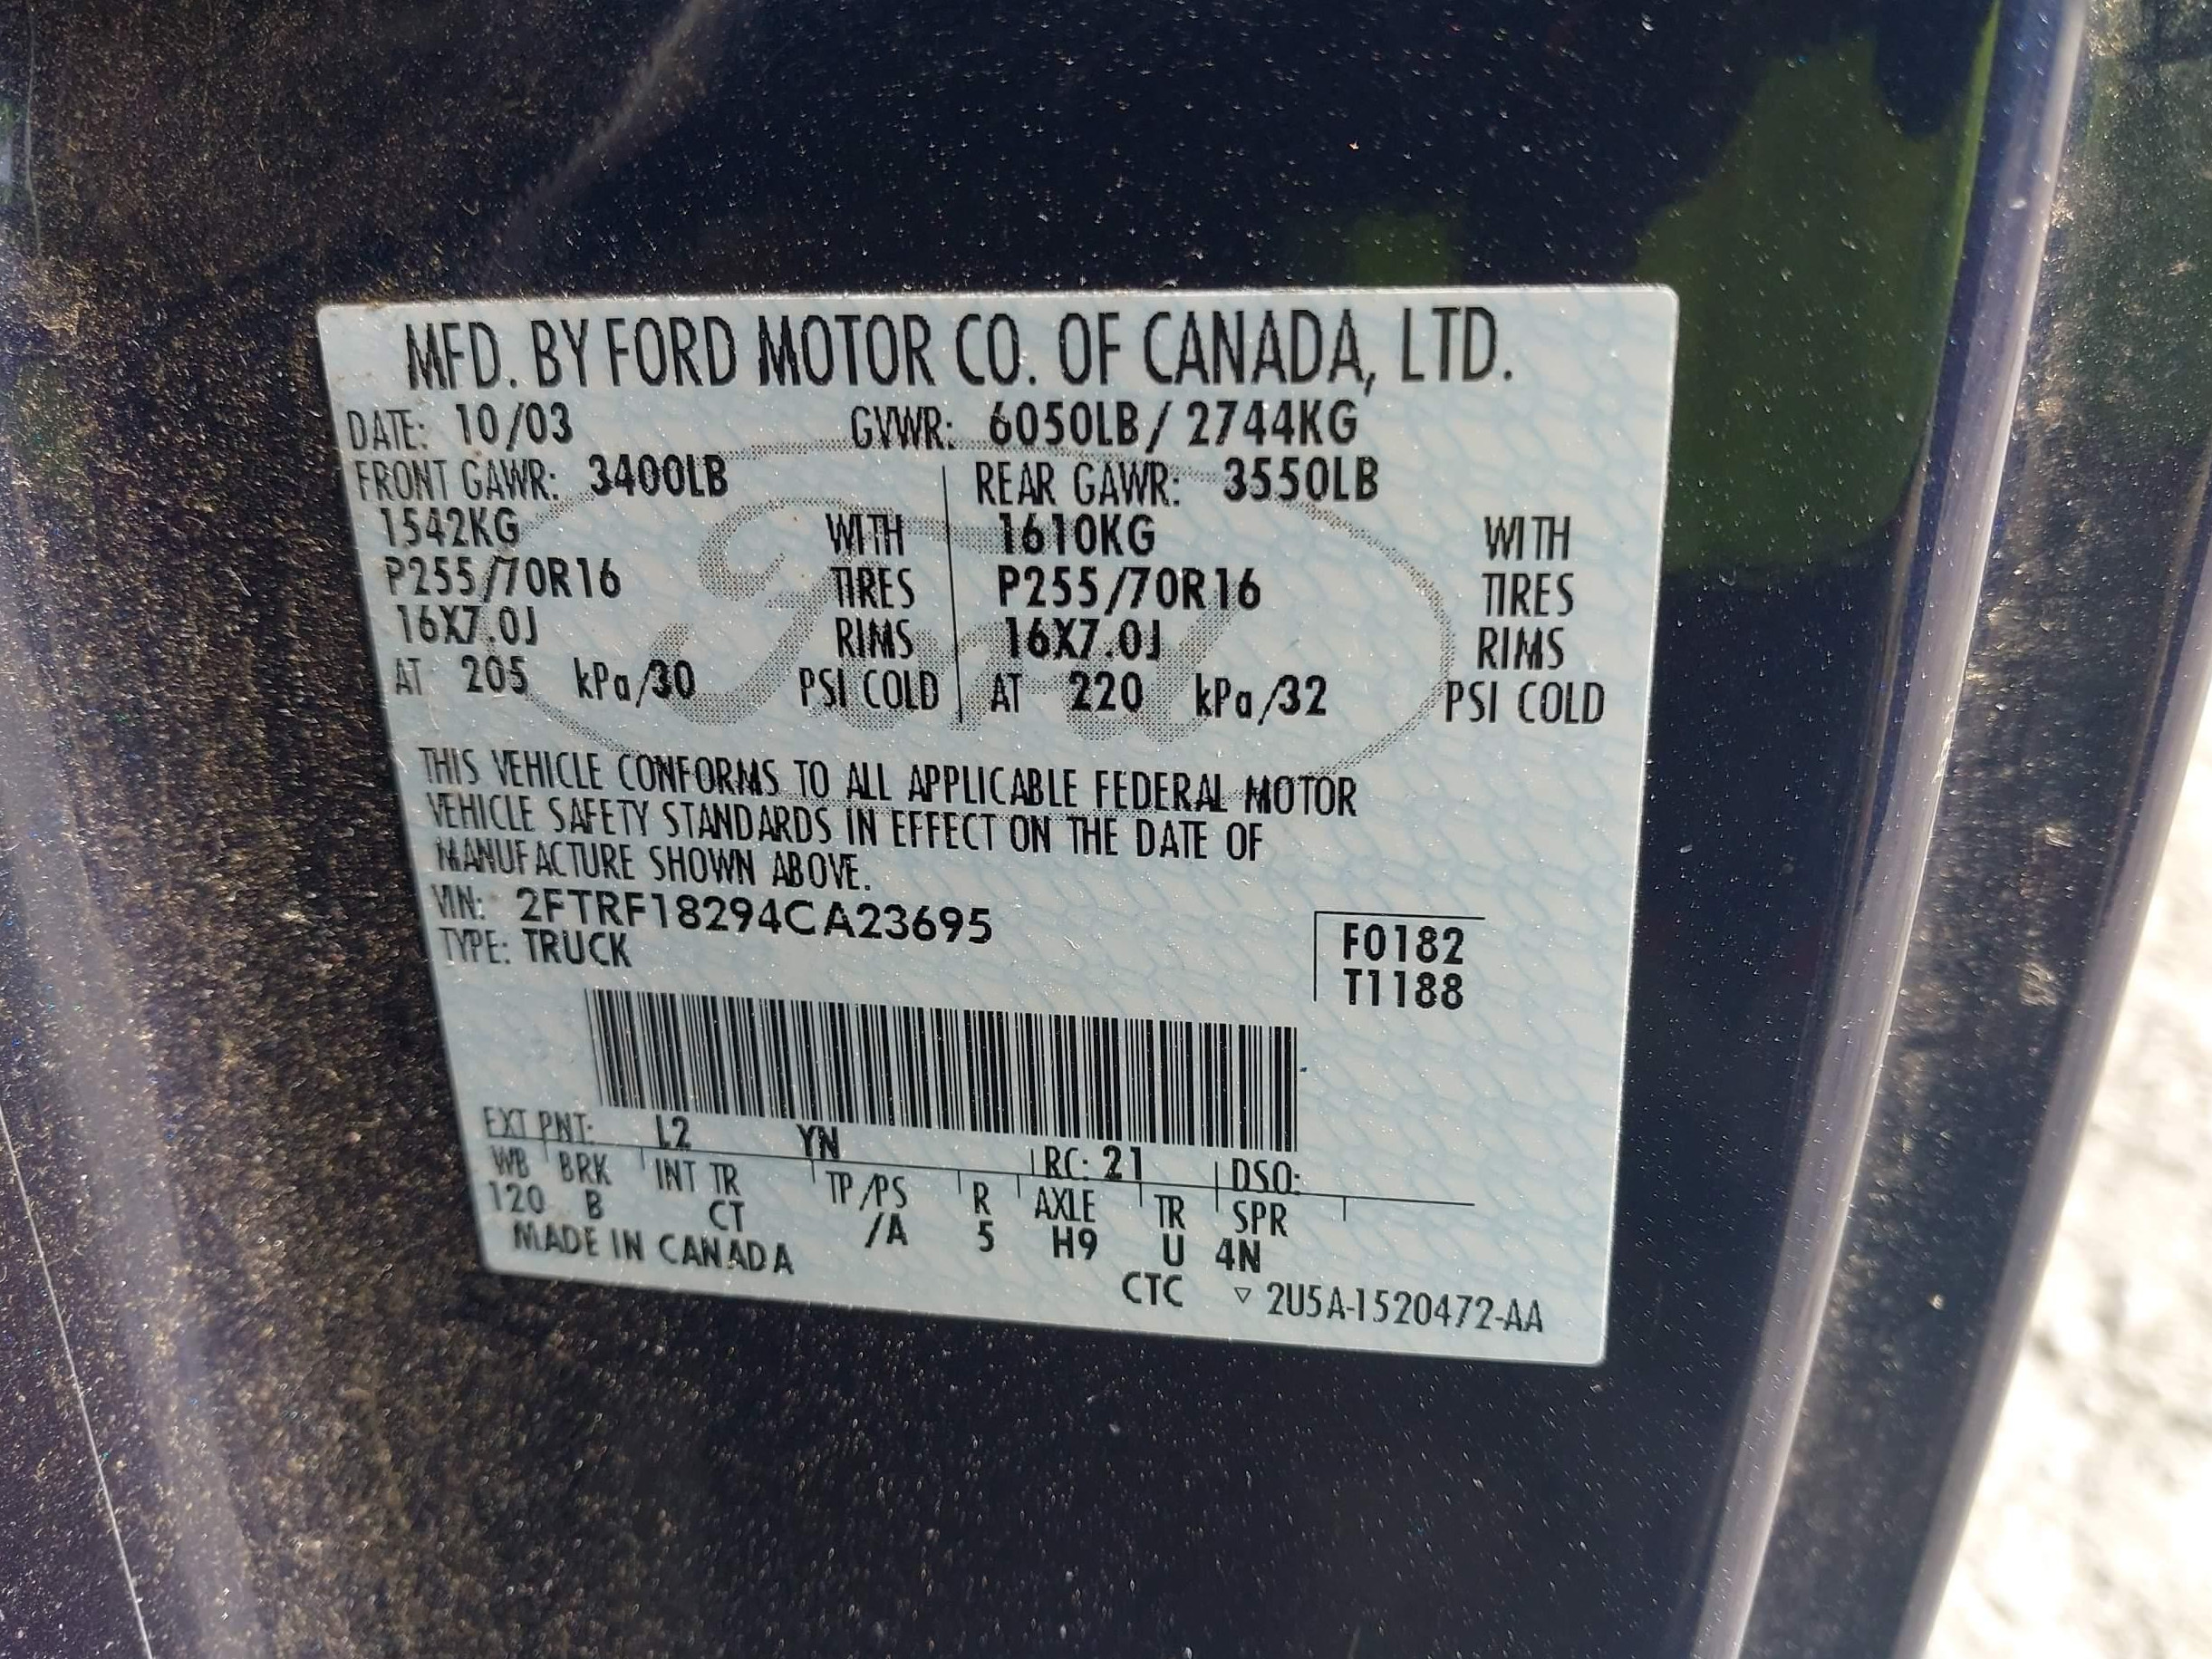 MFD. BY FORD MOTOR CO. OF CANADA, LTD.
DATE: 10/03 GVWR: 6050LB/ 2744KG
FRONT GAWR: 3400LB REAR GAWR: 3550LB
1542KG WITH 1610KG WITH
P255/70R16 TIRES P255/70R16 TIRES
16X7.0J RIMS 16X7.0J RIMS
AT 205 kPa/30 PSI COLD AT 220 kPa/32 PSI COLD
Ford
THIS VEHICLE CONFORMS TO ALL APPLICABLE FEDERAL MOTOR
VEHICLE SAFETY STANDARDS IN EFFECT ON THE DATE OF
MANUFACTURE SHOWN ABOVE.
VIN: 2FTRF18294CA23695
TYPE: TRUCK
F0182
T1188
EXT PNT: L2 YN RC: 21 DSO:
WB BRK INT TR TP/PS R AXLE TR SPR
120 B CT /A 5 H9 U 4N
MADE IN CANADA
CTC ▽ 2U5A-1520472-AA